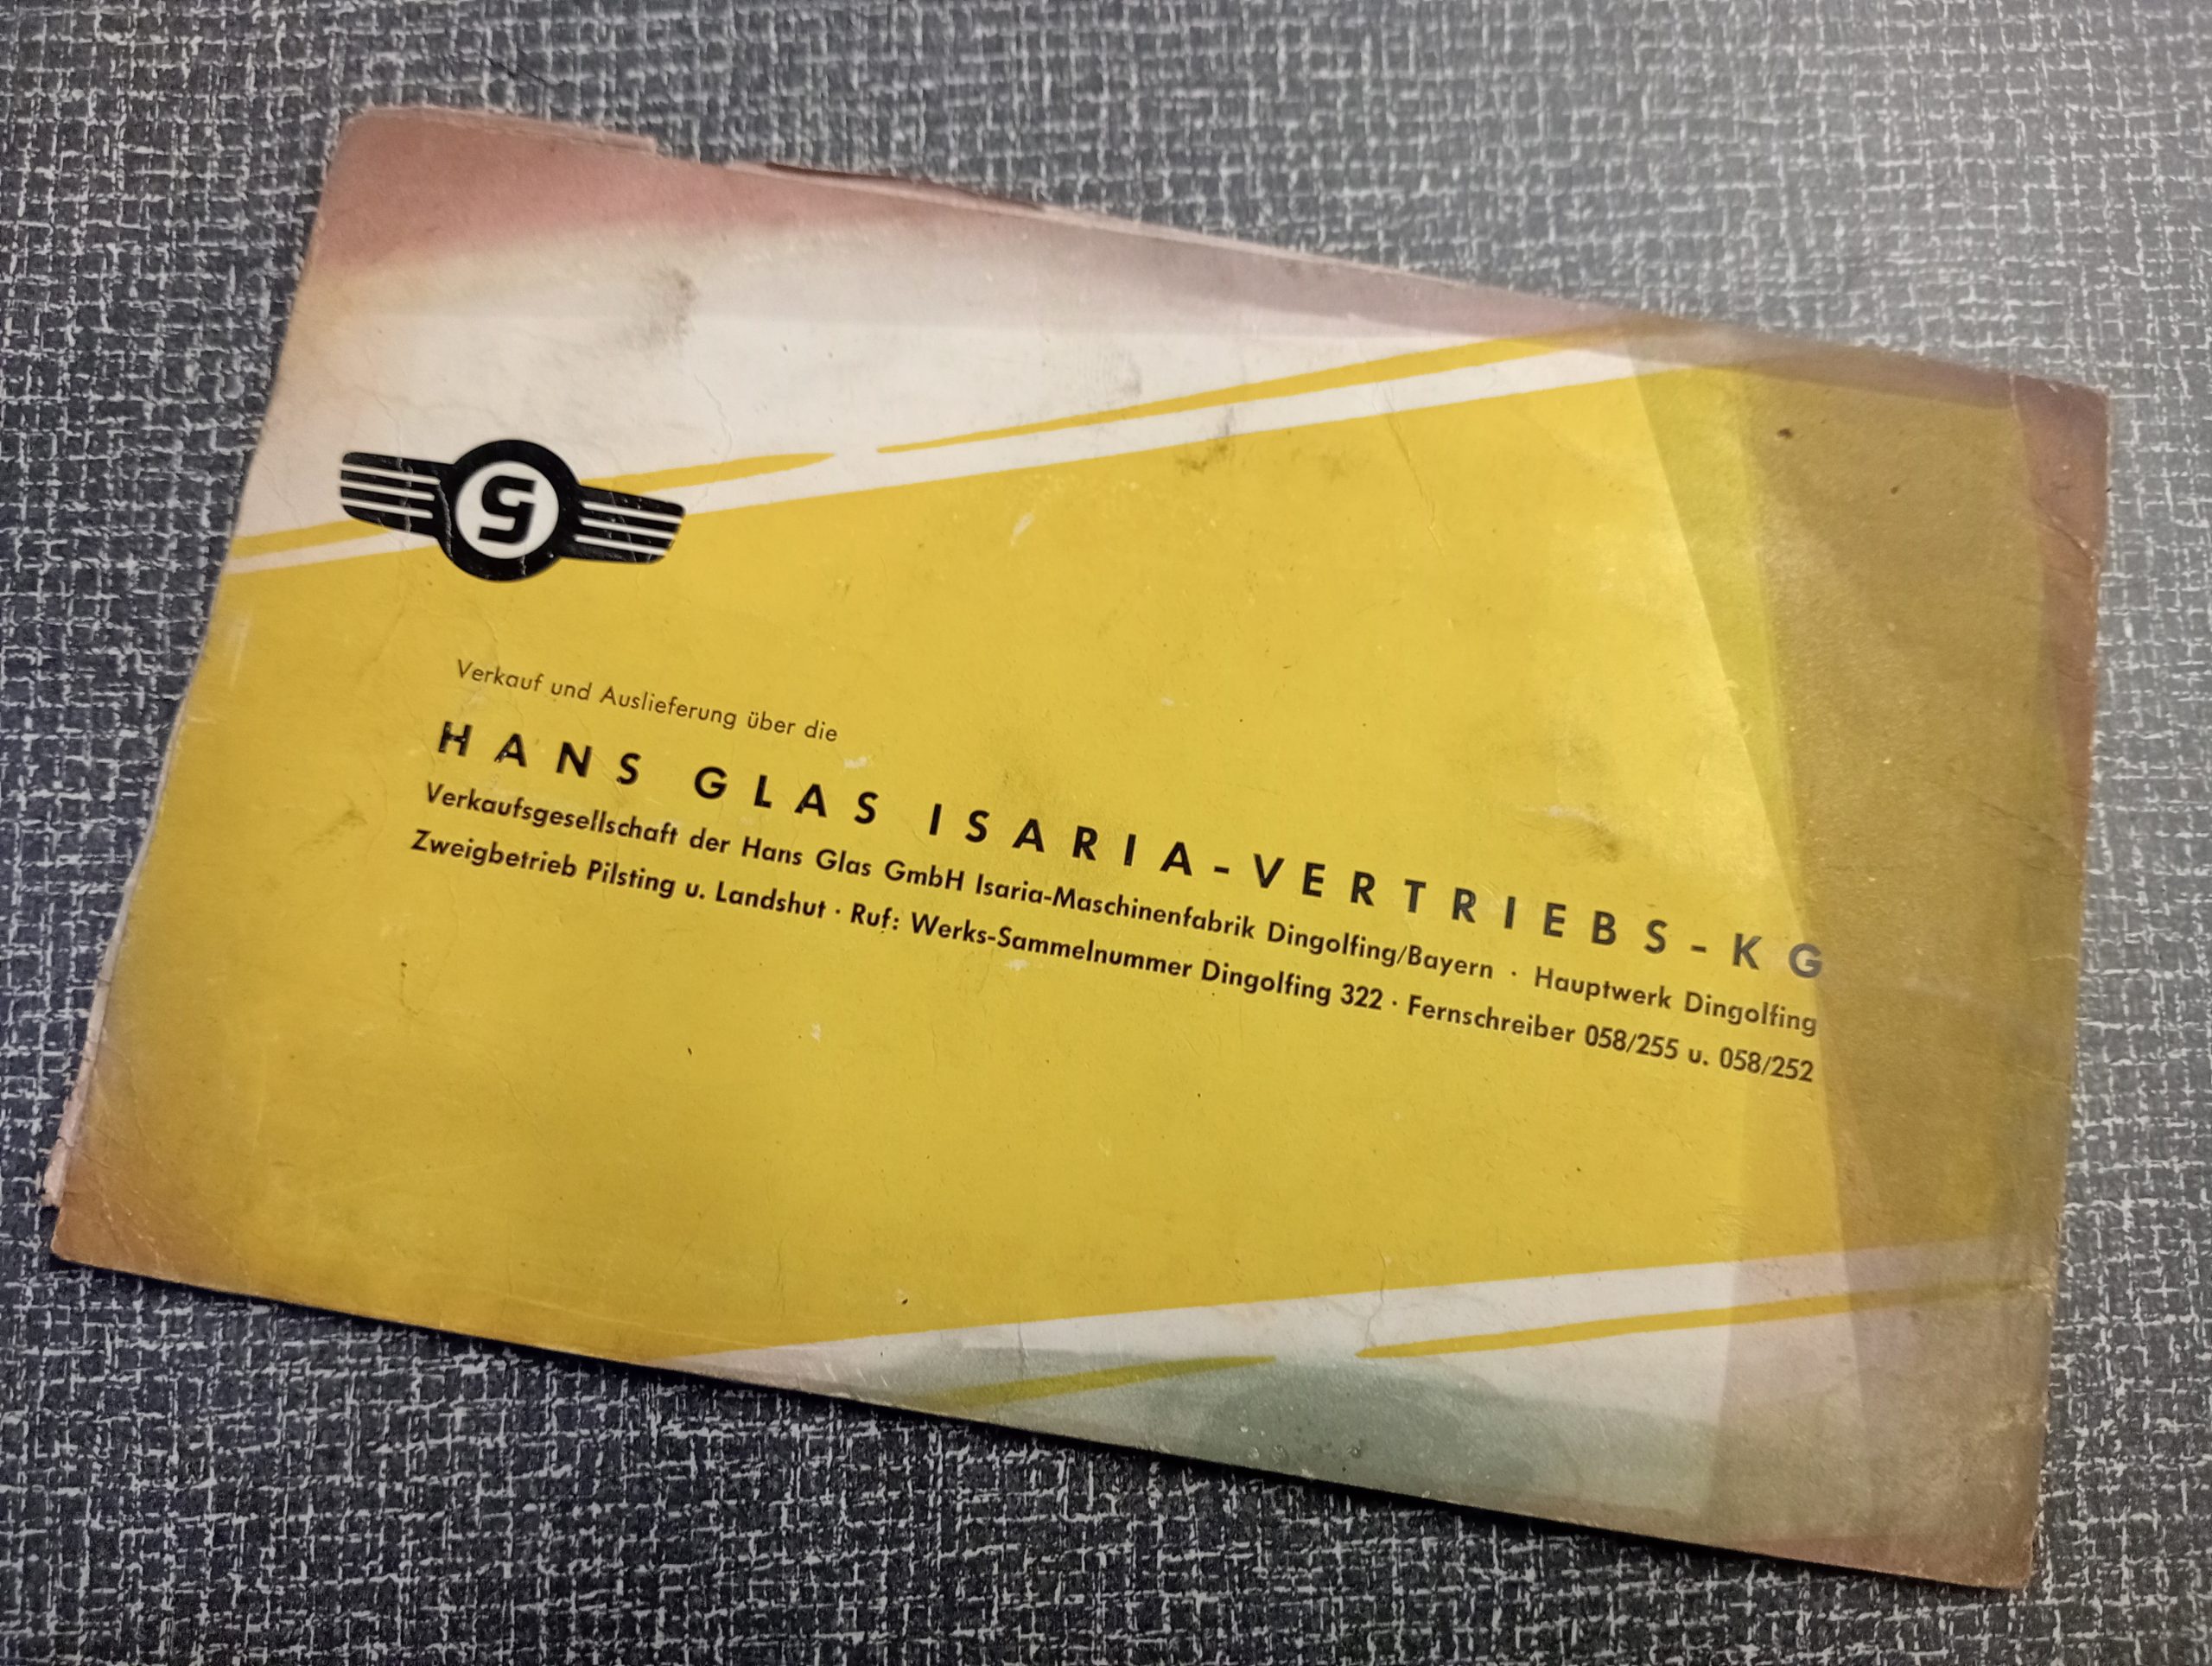 G
Verkauf und Auslieferung über die
HANS GLAS ISARIA-VERTRIEBS-KG
Verkaufsgesellschaft der Hans Glas GmbH Isaria-Maschinenfabrik Dingolfing/Bayern · Hauptwerk Dingolfing
Zweigbetrieb Pilsting u. Landshut · Ruf: Werks-Sammelnummer Dingolfing 322 · Fernschreiber 058/255 u. 058/252